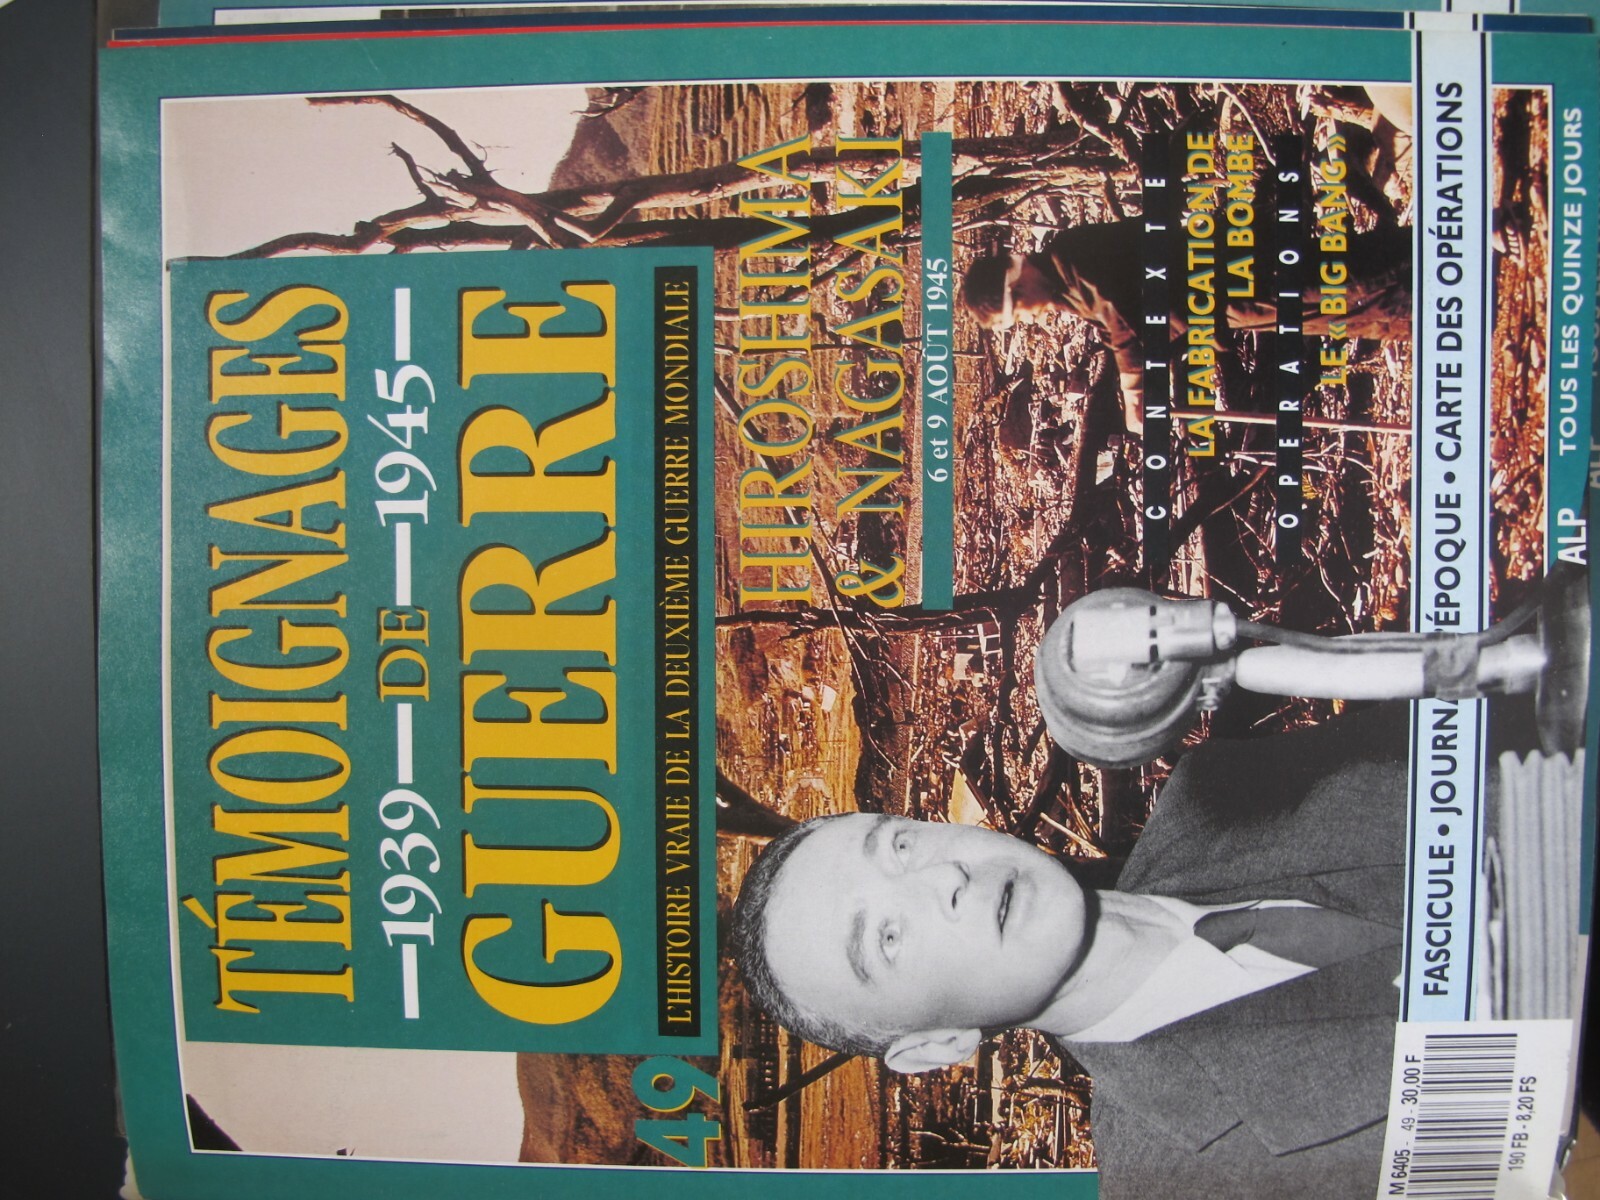 TÉMOIGNAGES
1939 DE 1945
GUERRE
L'HISTOIRE VRAIE DE LA DEUXIÈME GUERRE MONDIALE
49
HIROSHIMA
& NAGASAKI
6 et 9 AOÛT 1945
CONTEXTE
LA FABRICATION DE
LA BOMBE
OPERATIONS
LE « BIG BANG »
FASCICULE • JOURNAL D'ÉPOQUE • CARTE DES OPÉRATIONS
ALP TOUS LES QUINZE JOURS
M 6405 - 49 - 30,00 F
190 FB - 8,20 FS